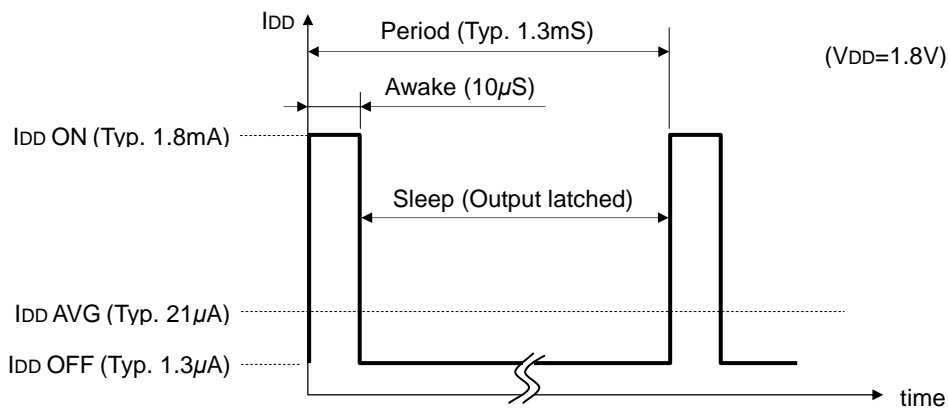 IDD
Period (Typ. 1.3mS)
(VDD=1.8V)
Awake (10µS)
IDD ON (Typ. 1.8mA)
Sleep (Output latched)
IDD AVG (Typ. 21µA)
IDD OFF (Typ. 1.3µA)
time